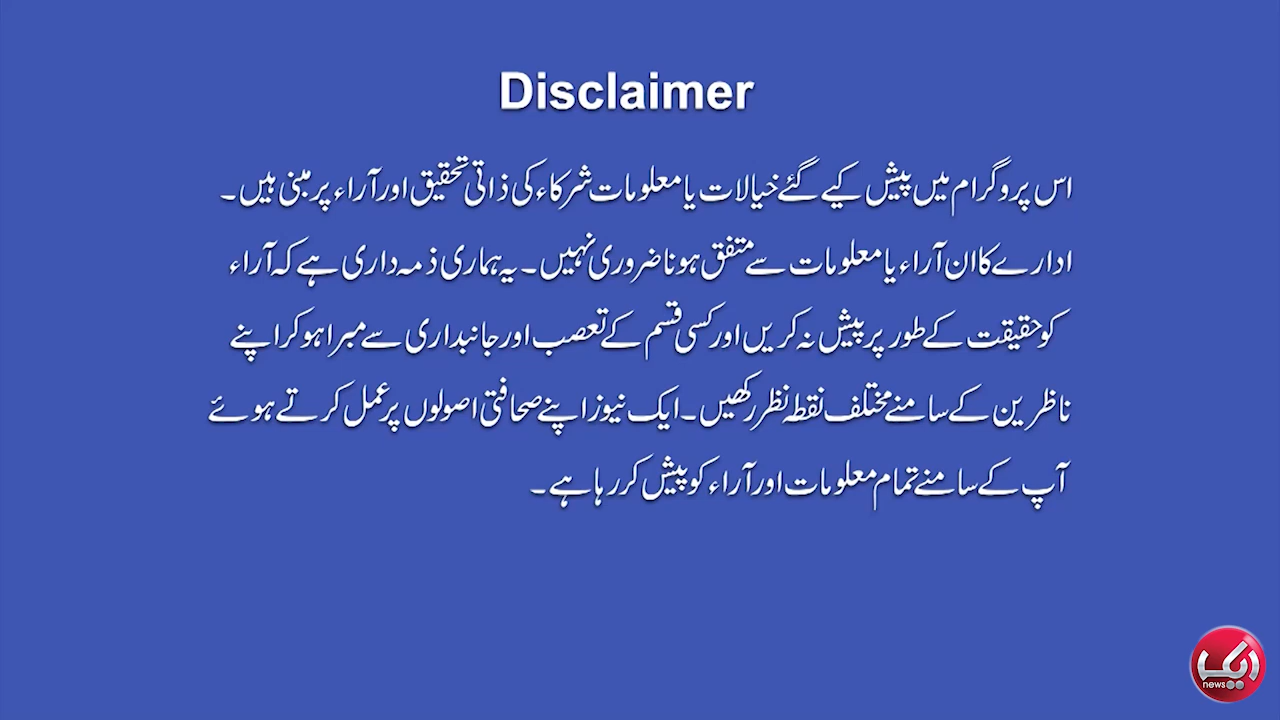 Disclaimer
اس پروگرام میں پیش کیے گئے خیالات یا معلومات شرکاء کی ذاتی تحقیق اور آراء پر مبنی ہیں۔
ادارے کا ان آراء یا معلومات سے متفق ہونا ضروری نہیں۔ یہ ہماری ذمہ داری ہے کہ آراء
کو حقیقت کے طور پر پیش نہ کریں اور کسی قسم کے تعصب اور جانبداری سے مبرا ہو کر اپنے
ناظرین کے سامنے مختلف نقطہ نظر رکھیں۔ ایک نیوز اپنے صحافتی اصولوں پر عمل کرتے ہوئے
آپ کے سامنے تمام معلومات اور آراء کو پیش کر رہا ہے۔
ایک
news